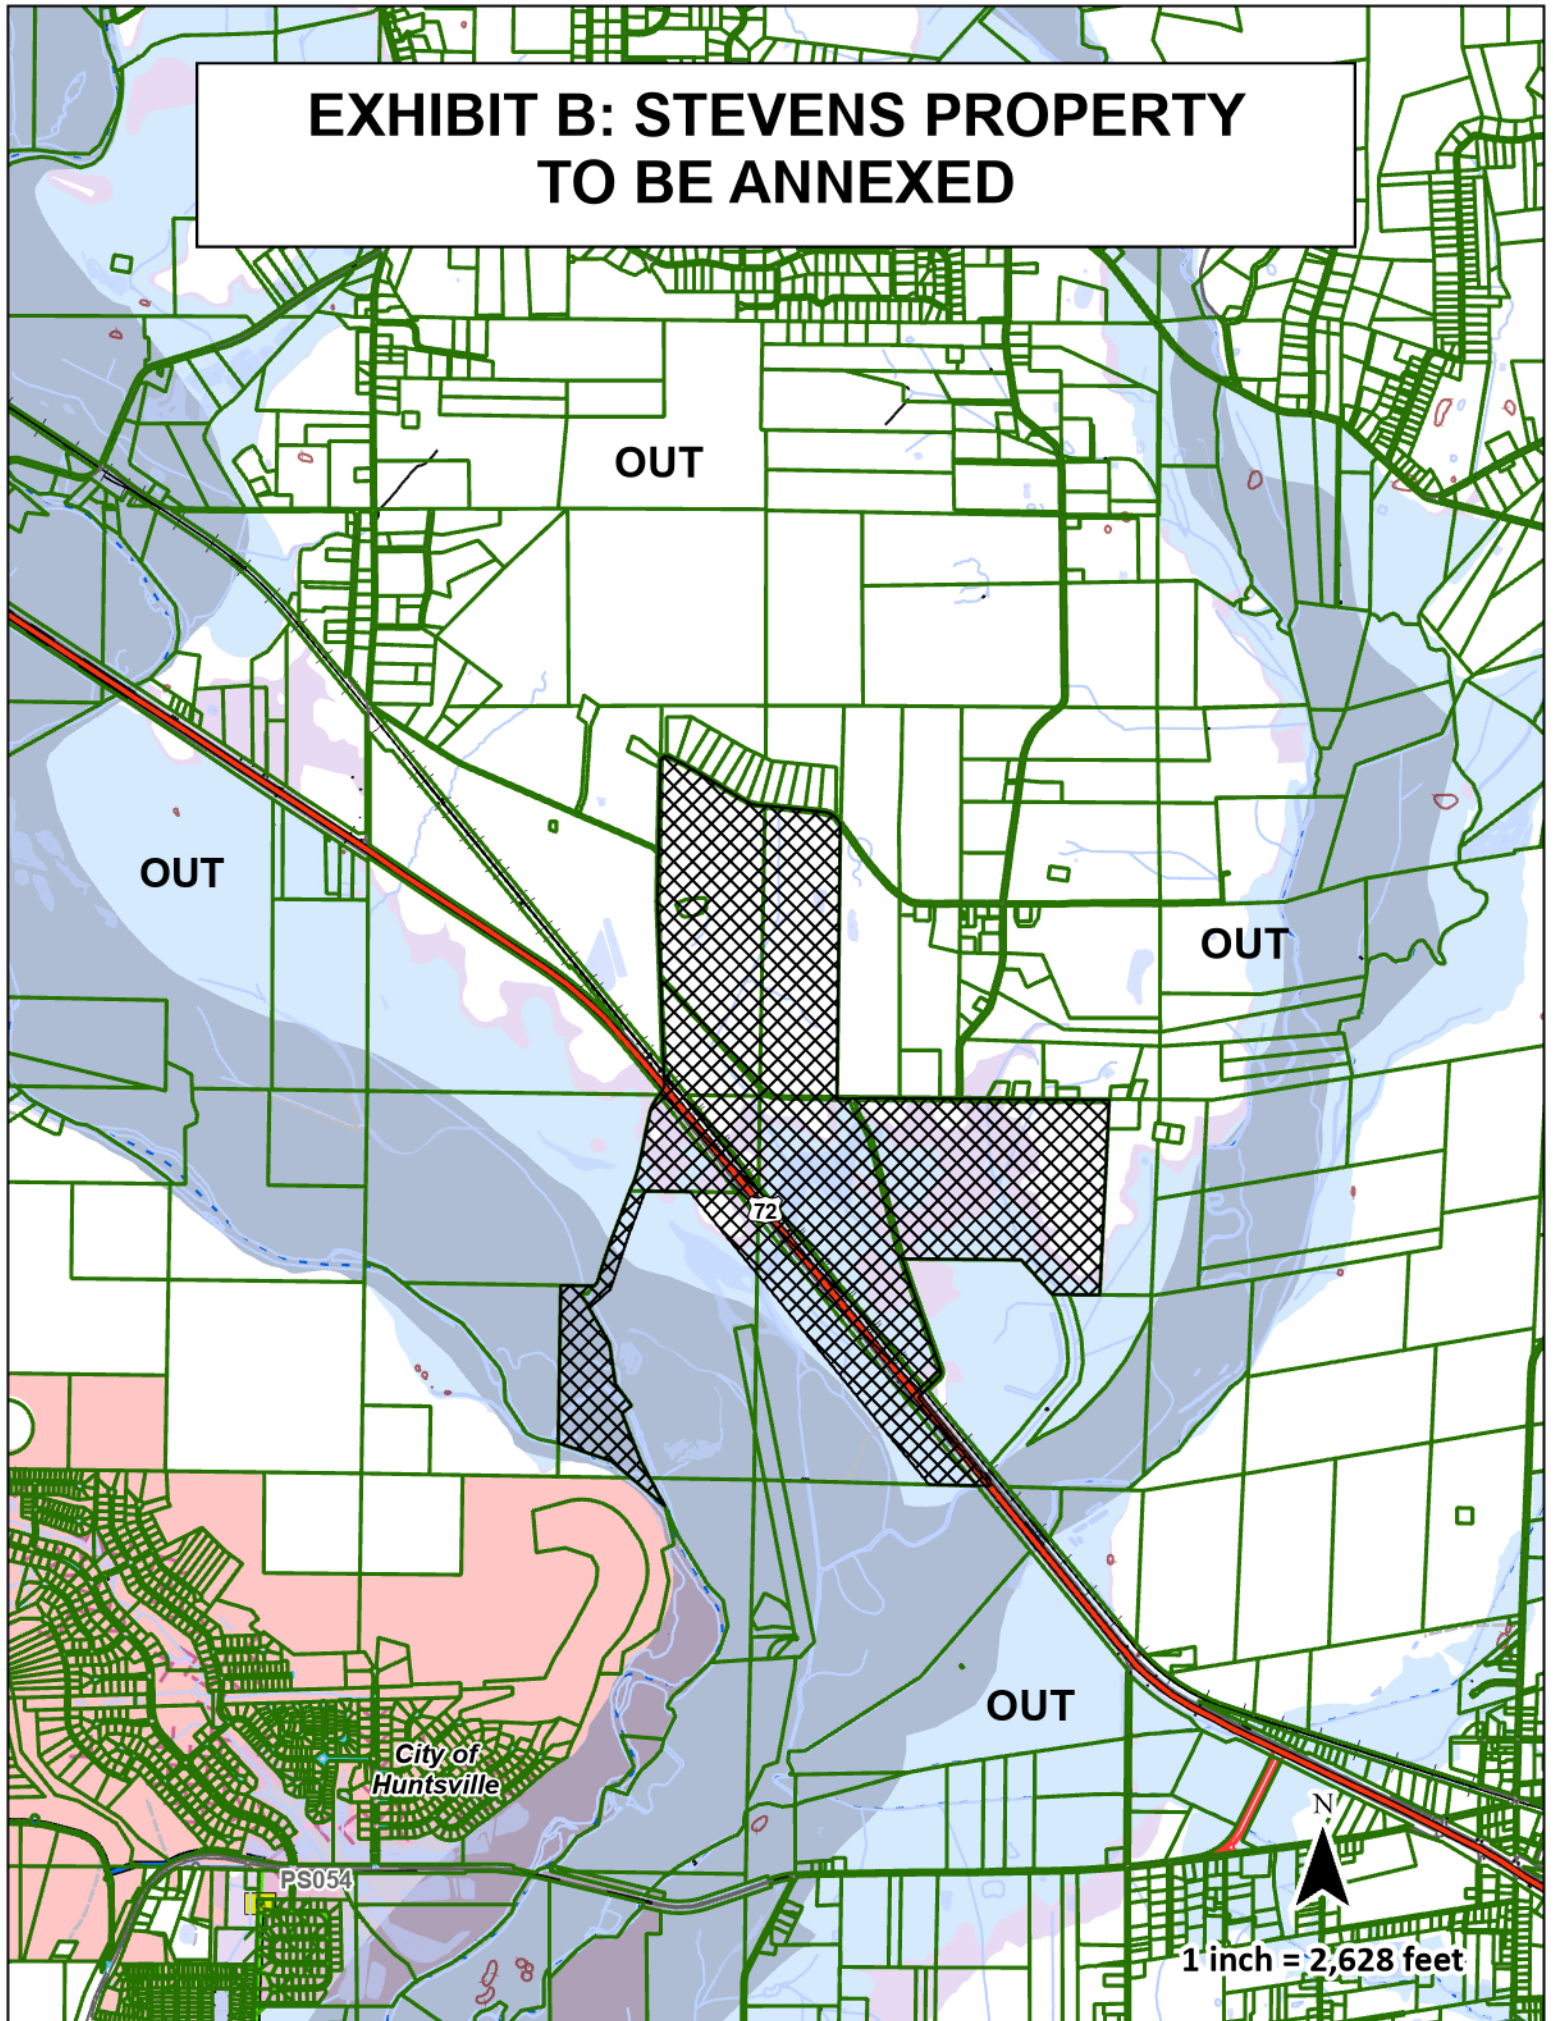 EXHIBIT B: STEVENS PROPERTY
TO BE ANNEXED
OUT
OUT
OUT
72
OUT
City of
Huntsville
N
PS054
1 inch = 2,628 feet